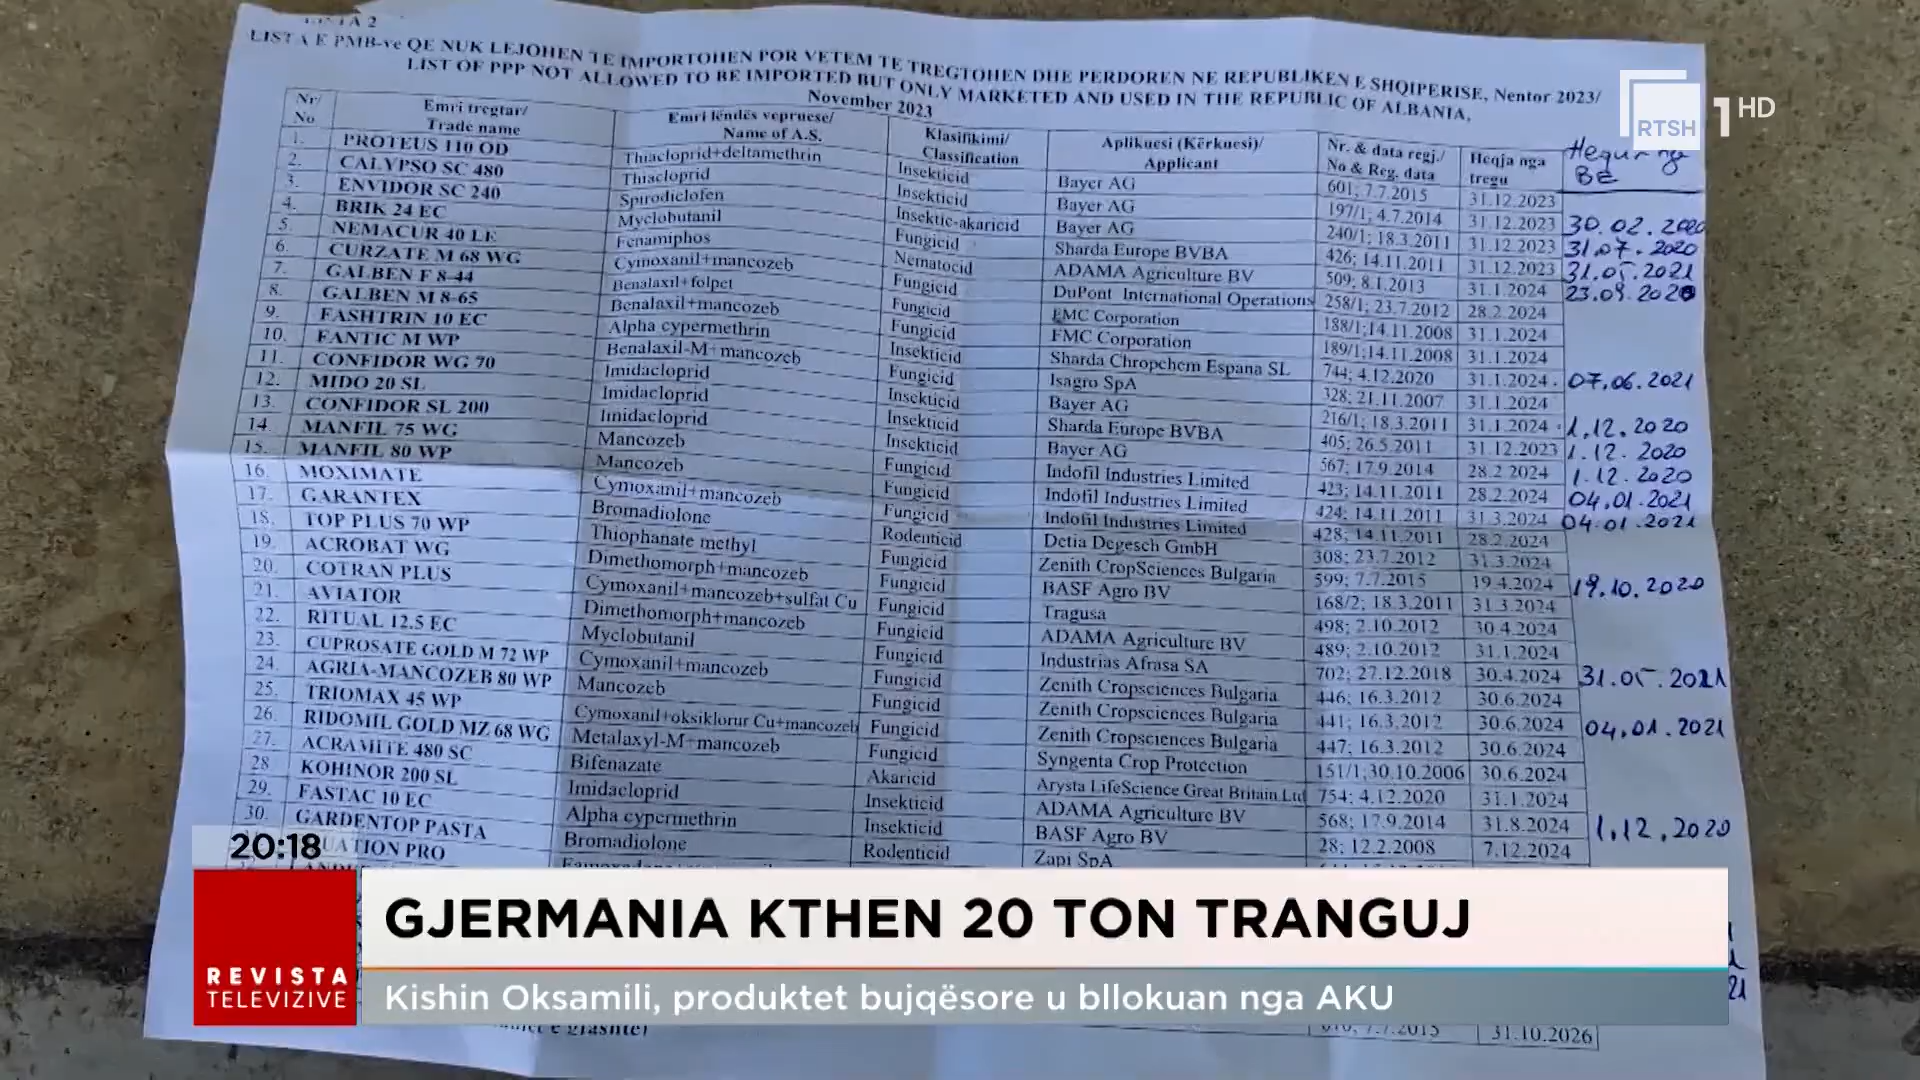 LISTA E PMB-ve QE NUK LEJOHEN TE IMPORTOHEN POR VETEM TE TREGTOHEN DHE PERDOREN NE REPUBLIKEN E SHQIPERISE, Nentor 2023/
LIST OF PPP NOT ALLOWED TO BE IMPORTED BUT ONLY MARKETED AND USED IN THE REPUBLIC OF ALBANIA,
November 2023
Nr/ No Emri tregtar/ Trade name Emri lëndës vepruese/ Name of A.S. Klasifikimi/ Classification Aplikuesi (Kërkuesi)/ Applicant Nr. & data regj./ No & Reg. data Heqja nga tregu Hequr nga BE
1. PROTEUS 110 OD Thiacloprid+deltamethrin Insekticid Bayer AG 601; 7.7.2015 31.12.2023
2. CALYPSO SC 480 Thiacloprid Insekticid Bayer AG 197/1; 4.7.2014 31.12.2023 30.02.2020
3. ENVIDOR SC 240 Spirodiclofen Insektic-akaricid Bayer AG 240/1; 18.3.2011 31.12.2023 31.07.2020
4. BRIK 24 EC Myclobutanil Fungicid Sharda Europe BVBA 426; 14.11.2011 31.12.2023 31.05.2021
5. NEMACUR 40 LE Fenamiphos Nematocid ADAMA Agriculture BV 509; 8.1.2013 31.1.2024 23.09.2020
6. CURZATE M 68 WG Cymoxanil+mancozeb Fungicid DuPont International Operations 258/1; 23.7.2012 28.2.2024
7. GALBEN F 8-44 Benalaxil+folpet Fungicid FMC Corporation 188/1;14.11.2008 31.1.2024
8. GALBEN M 8-65 Benalaxil+mancozeb Fungicid FMC Corporation 189/1;14.11.2008 31.1.2024
9. FASHTRIN 10 EC Alpha cypermethrin Insekticid Sharda Chropchem Espana SL 744; 4.12.2020 31.1.2024 07.06.2021
10. FANTIC M WP Benalaxil-M+mancozeb Fungicid Isagro SpA 328; 21.11.2007 31.1.2024
11. CONFIDOR WG 70 Imidacloprid Insekticid Bayer AG 216/1; 18.3.2011 31.1.2024 1.12.2020
12. MIDO 20 SL Imidacloprid Insekticid Sharda Europe BVBA 405; 26.5.2011 31.12.2023 1.12.2020
13. CONFIDOR SL 200 Imidacloprid Insekticid Bayer AG 567; 17.9.2014 28.2.2024 1.12.2020
14. MANFIL 75 WG Mancozeb Fungicid Indofil Industries Limited 423; 14.11.2011 28.2.2024 04.01.2021
15. MANFIL 80 WP Mancozeb Fungicid Indofil Industries Limited 424; 14.11.2011 31.3.2024 04.01.2021
16. MOXIMATE Cymoxanil+mancozeb Fungicid Indofil Industries Limited 428; 14.11.2011 28.2.2024
17. GARANTEX Bromadiolone Rodenticid Detia Degesch GmbH 308; 23.7.2012 31.3.2024
18. TOP PLUS 70 WP Thiophanate methyl Fungicid Zenith CropSciences Bulgaria 599; 7.7.2015 19.4.2024 19.10.2020
19. ACROBAT WG Dimethomorph+mancozeb Fungicid BASF Agro BV 168/2; 18.3.2011 31.3.2024
20. COTRAN PLUS Cymoxanil+mancozeb+sulfat Cu Fungicid Tragusa 498; 2.10.2012 30.4.2024
21. AVIATOR Dimethomorph+mancozeb Fungicid ADAMA Agriculture BV 489; 2.10.2012 31.1.2024
22. RITUAL 12.5 EC Myclobutanil Fungicid Industrias Afrasa SA 702; 27.12.2018 30.4.2024 31.05.2021
23. CUPROSATE GOLD M 72 WP Cymoxanil+mancozeb Fungicid Zenith Cropsciences Bulgaria 446; 16.3.2012 30.6.2024
24. AGRIA-MANCOZEB 80 WP Mancozeb Fungicid Zenith Cropsciences Bulgaria 441; 16.3.2012 30.6.2024 04.01.2021
25. TRIOMAX 45 WP Cymoxanil+oksiklorur Cu+mancozeb Fungicid Zenith Cropsciences Bulgaria 447; 16.3.2012 30.6.2024
26. RIDOMIL GOLD MZ 68 WG Metalaxyl-M+mancozeb Fungicid Syngenta Crop Protection 151/1;30.10.2006 30.6.2024
27. ACRAMITE 480 SC Bifenazate Akaricid Arysta LifeScience Great Britain Ltd 754; 4.12.2020 31.1.2024
28 KOHINOR 200 SL Imidacloprid Insekticid ADAMA Agriculture BV 568; 17.9.2014 31.8.2024 1.12.2020
29. FASTAC 10 EC Alpha cypermethrin Insekticid BASF Agro BV 28; 12.2.2008 7.12.2024
30. GARDENTOP PASTA Bromadiolone Rodenticid Zapi SpA
UATION PRO
31.10.2026
RTSH 1 HD
20:18
GJERMANIA KTHEN 20 TON TRANGUJ
REVISTA
TELEVIZIVE
Kishin Oksamili, produktet bujqësore u bllokuan nga AKU